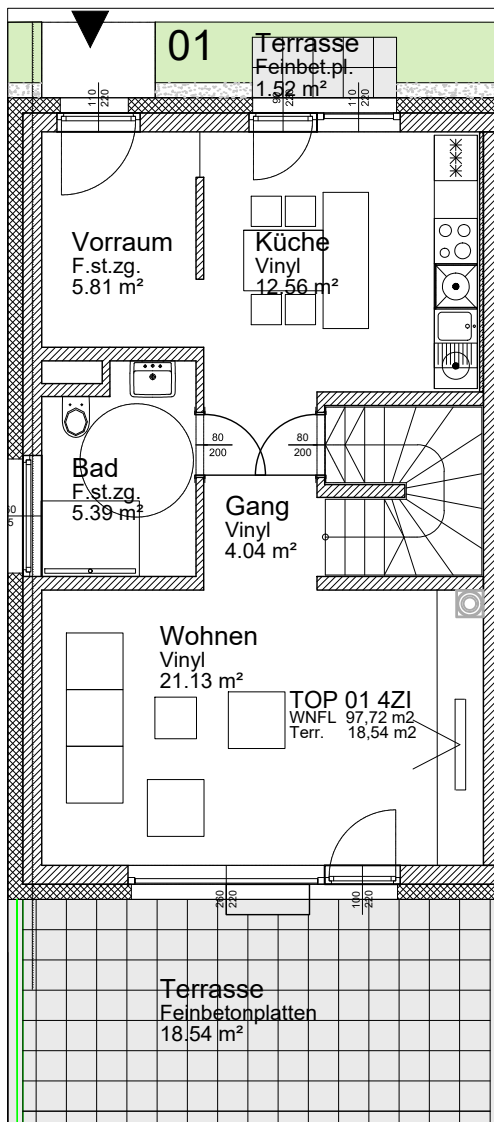 01
Terrasse
Feinbet.pl.
1.52 m²
110
220
90
220
110
220
Vorraum
F.st.zg.
5.81 m²
Küche
Vinyl
12.56 m²
80
200
80
200
Bad
F.st.zg.
5.39 m²
Gang
Vinyl
4.04 m²
Wohnen
Vinyl
21.13 m²
TOP 01 4ZI
WNFL 97,72 m2
Terr. 18,54 m2
260
220
100
220
Terrasse
Feinbetonplatten
18.54 m²